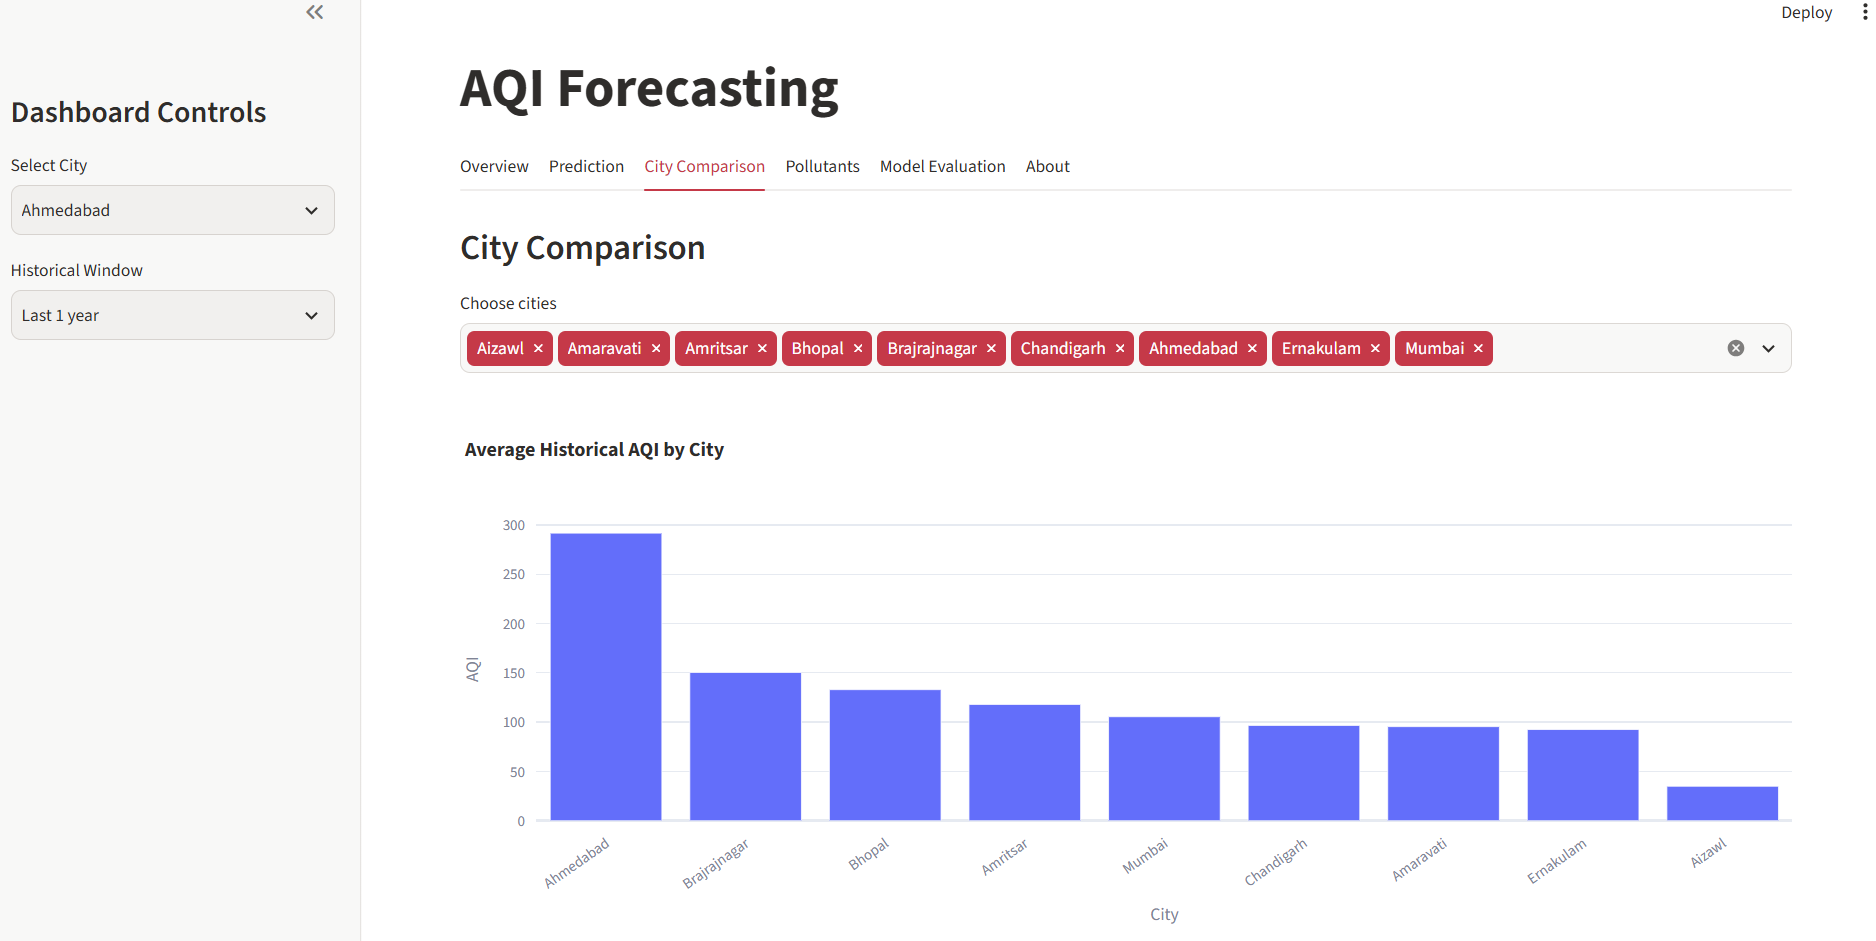 Deploy
Dashboard Controls
Select City
Ahmedabad
Historical Window
Last 1 year
AQI Forecasting
Overview Prediction City Comparison Pollutants Model Evaluation About
City Comparison
Choose cities
Aizawl Amaravati Amritsar Bhopal Brajrajnagar Chandigarh Ahmedabad Ernakulam Mumbai
Average Historical AQI by City
300
250
200
150
100
50
0
AQI
Ahmedabad Brajrajnagar Bhopal Amritsar Mumbai Chandigarh Amaravati Ernakulam Aizawl
City